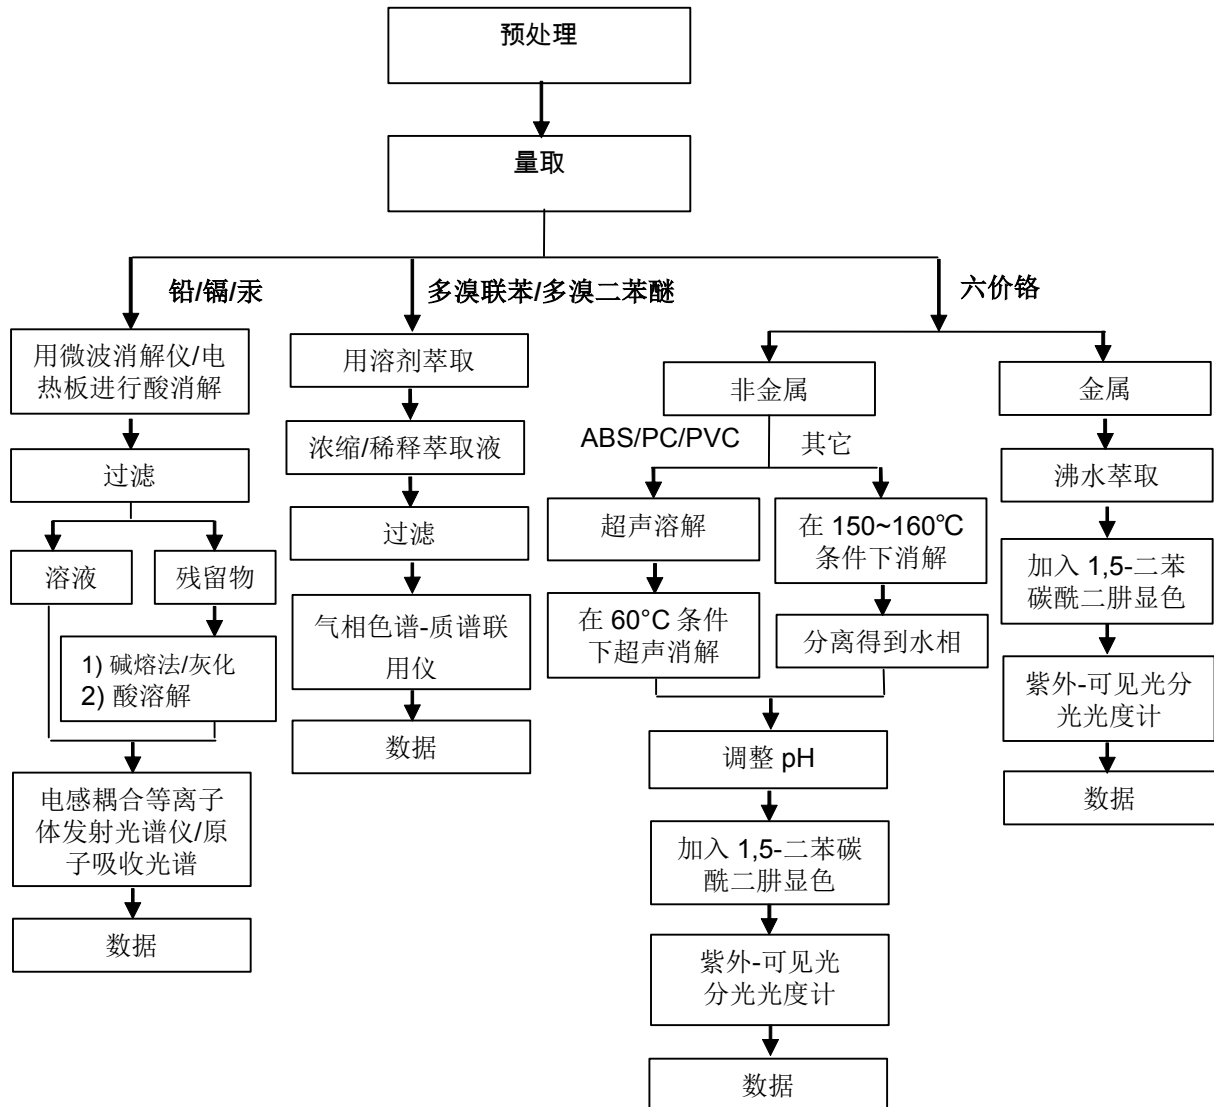 预处理
量取
铅/镉/汞
多溴联苯/多溴二苯醚
六价铬
用微波消解仪/电
热板进行酸消解
过滤
溶液
残留物
1) 碱熔法/灰化
2) 酸溶解
电感耦合等离子
体发射光谱仪/原
子吸收光谱
数据
用溶剂萃取
浓缩/稀释萃取液
过滤
气相色谱-质谱联
用仪
数据
非金属
ABS/PC/PVC
其它
超声溶解
在 60°C 条件
下超声消解
在 150~160℃
条件下消解
分离得到水相
调整 pH
加入 1,5-二苯碳
酰二肼显色
紫外-可见光
分光光度计
数据
金属
沸水萃取
加入 1,5-二苯
碳酰二肼显色
紫外-可见光分
光光度计
数据